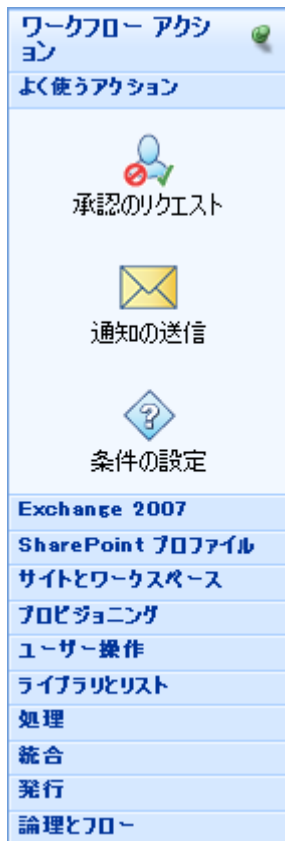 ワークフロー アクシ
ョン
よく使うアクション
承認のリクエスト
通知の送信
条件の設定
Exchange 2007
SharePoint プロファイル
サイトとワークスペース
プロビジョニング
ユーザー操作
ライブラリとリスト
処理
統合
発行
論理とフロー